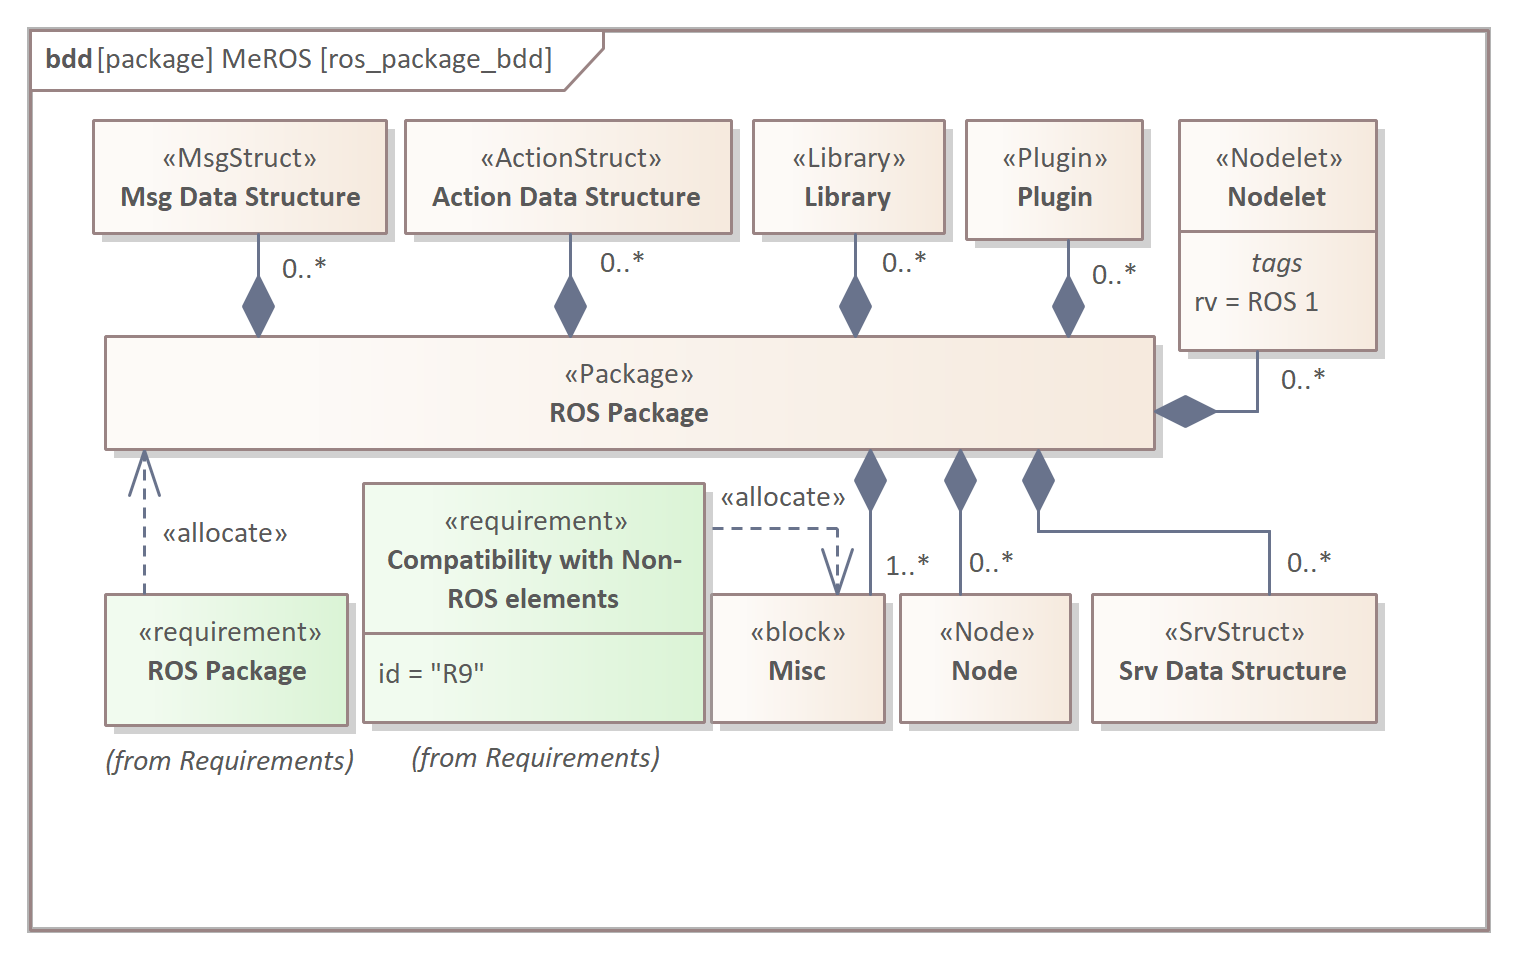 bdd [package] MeROS [ros_package_bdd]
«MsgStruct»
Msg Data Structure
«ActionStruct»
Action Data Structure
«Library»
Library
«Plugin»
Plugin
«Nodelet»
Nodelet
tags
rv = ROS 1
0..*
0..*
0..*
0..*
0..*
«Package»
ROS Package
«allocate»
«requirement»
Compatibility with Non-
ROS elements
id = "R9"
«allocate»
1..*
0..*
0..*
«requirement»
ROS Package
«block»
Misc
«Node»
Node
«SrvStruct»
Srv Data Structure
(from Requirements)
(from Requirements)